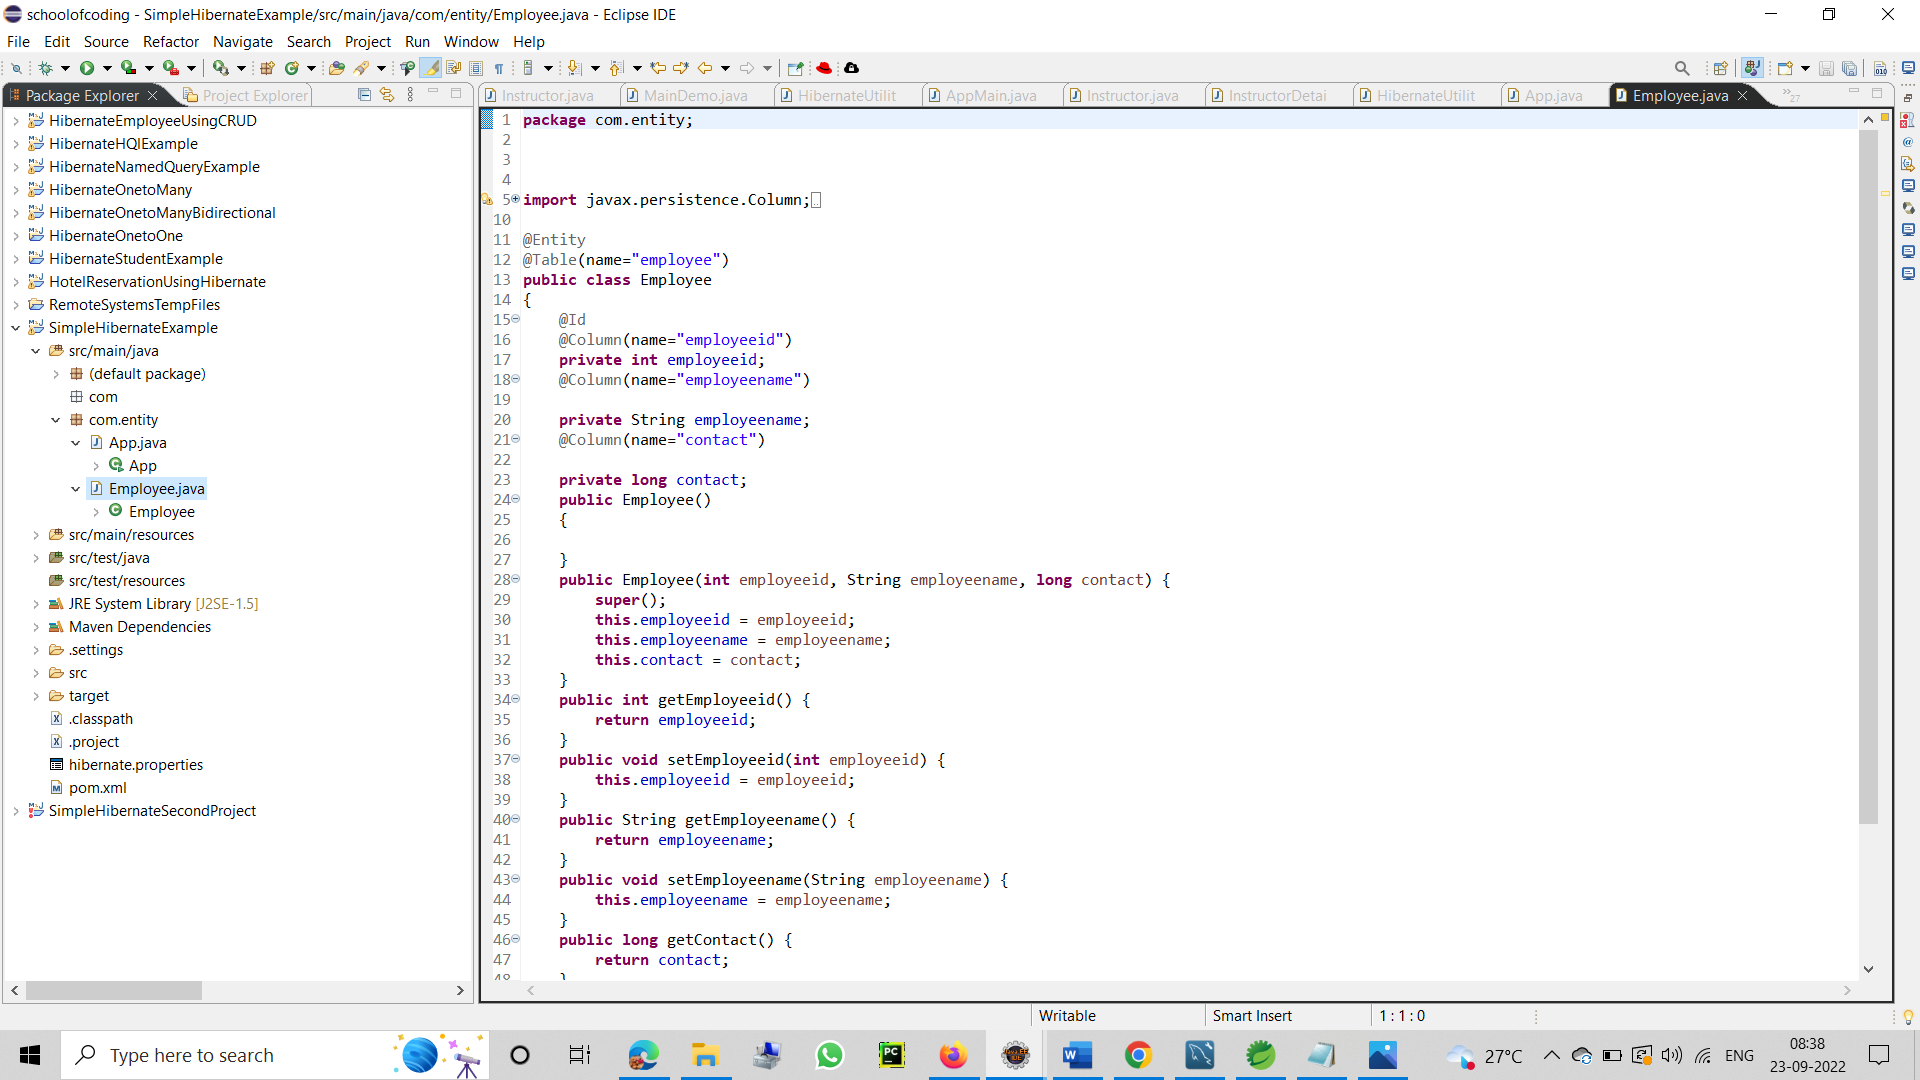 schoolofcoding - SimpleHibernateExample/src/main/java/com/entity/Employee.java - Eclipse IDE
File Edit Source Refactor Navigate Search Project Run Window Help
Package Explorer Project Explorer
HibernateEmployeeUsingCRUD
HibernateHQlExample
HibernateNamedQueryExample
HibernateOnetoMany
HibernateOnetoManyBidirectional
HibernateOnetoOne
HibernateStudentExample
HotelReservationUsingHibernate
RemoteSystemsTempFiles
SimpleHibernateExample
src/main/java
(default package)
com
com.entity
App.java
App
Employee.java
Employee
src/main/resources
src/test/java
src/test/resources
JRE System Library [J2SE-1.5]
Maven Dependencies
.settings
src
target
.classpath
.project
hibernate.properties
pom.xml
SimpleHibernateSecondProject
Instructor.java MainDemo.java HibernateUtilit AppMain.java Instructor.java InstructorDetai HibernateUtilit App.java Employee.java 27
1 package com.entity;
2
3
4
5 import javax.persistence.Column;
10
11 @Entity
12 @Table(name="employee")
13 public class Employee
14 {
15 @Id
16 @Column(name="employeeid")
17 private int employeeid;
18 @Column(name="employeename")
19
20 private String employeename;
21 @Column(name="contact")
22
23 private long contact;
24 public Employee()
25 {
26
27 }
28 public Employee(int employeeid, String employeename, long contact) {
29 super();
30 this.employeeid = employeeid;
31 this.employeename = employeename;
32 this.contact = contact;
33 }
34 public int getEmployeeid() {
35 return employeeid;
36 }
37 public void setEmployeeid(int employeeid) {
38 this.employeeid = employeeid;
39 }
40 public String getEmployeename() {
41 return employeename;
42 }
43 public void setEmployeename(String employeename) {
44 this.employeename = employeename;
45 }
46 public long getContact() {
47 return contact;
48 }
Writable Smart Insert 1 : 1 : 0
Type here to search
27°C ENG 08:38
23-09-2022